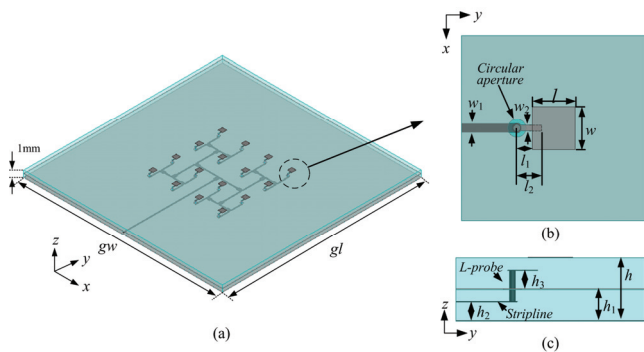 1mm
gw
gl
z
y
x
(a)
y
x
Circular
aperture
w1
w2
l
w
l1
l2
(b)
L-probe
h3
h
h2
Stripline
h1
z
y
(c)